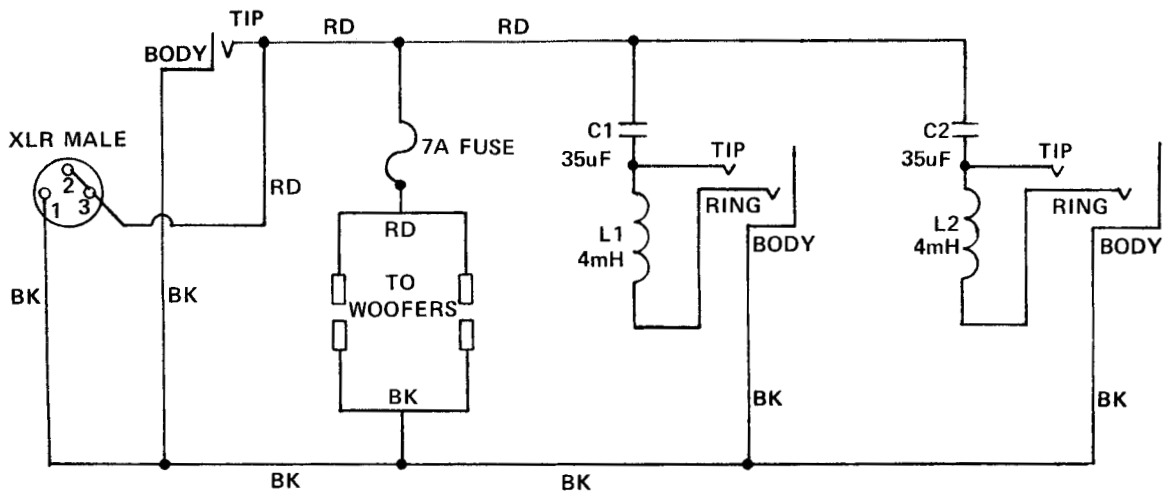 TIP
RD
RD
BODY
XLR MALE
2
1
3
7A FUSE
C1
35uF
TIP
C2
35uF
TIP
RD
RING
RING
RD
L1
4mH
BODY
L2
4mH
BODY
BK
BK
TO
WOOFERS
BK
BK
BK
BK
BK